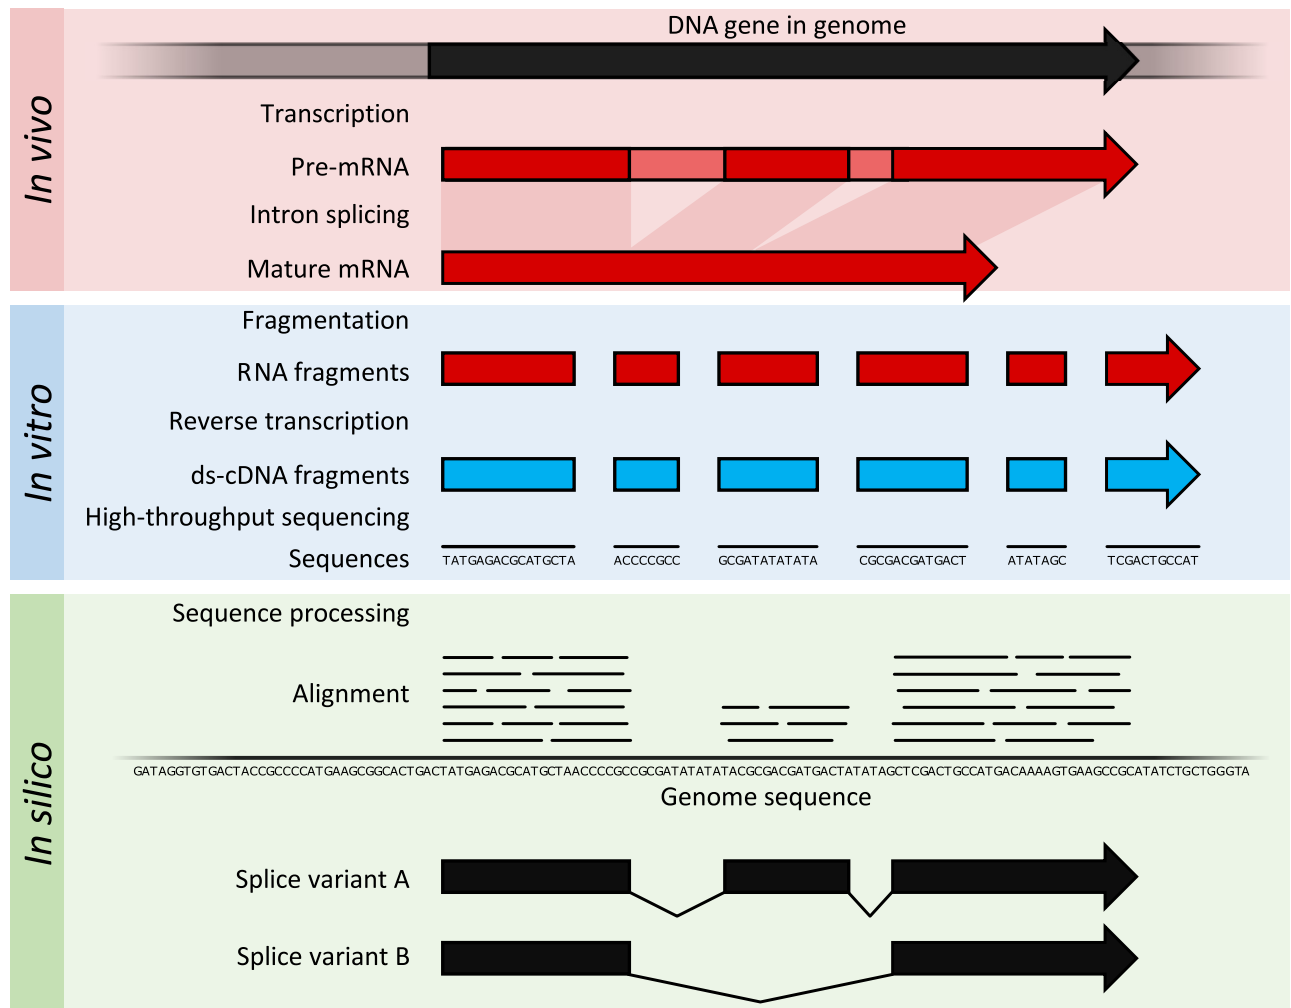 In vivo
DNA gene in genome
Transcription
Pre-mRNA
Intron splicing
Mature mRNA
In vitro
Fragmentation
RNA fragments
Reverse transcription
ds-cDNA fragments
High-throughput sequencing
Sequences TATGAGACGCATGCTA ACCCCGCC GCGATATATATA CGCGACGATGACT ATATAGC TCGACTGCCAT
In silico
Sequence processing
Alignment
GATAGGTGTGACTACCGCCCCATGAAGCGGCACTGACTATGAGACGCATGCTAACCCCGCCGCGATATATATACGCGACGATGACTATATAGCTCGACTGCCATGACAAAAGTGAAGCCGCATATCTGCTGGGTA
Genome sequence
Splice variant A
Splice variant B